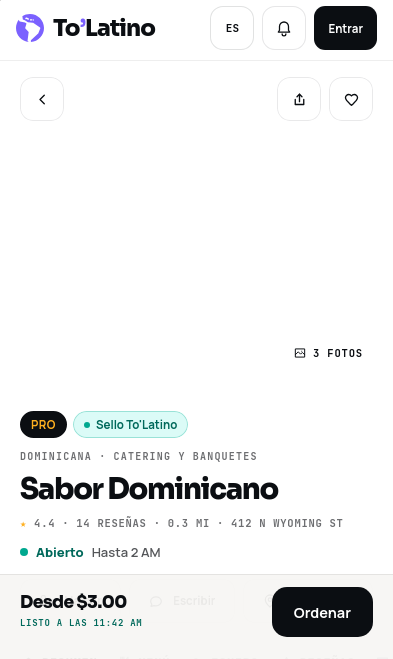 To'Latino
ES
Entrar
3 FOTOS
PRO
Sello To'Latino
DOMINICANA · CATERING Y BANQUETES
Sabor Dominicano
★ 4.4 · 14 RESEÑAS · 0.3 MI · 412 N WYOMING ST
Abierto Hasta 2 AM
Desde $3.00
Escribir
LISTO A LAS 11:42 AM
Ordenar